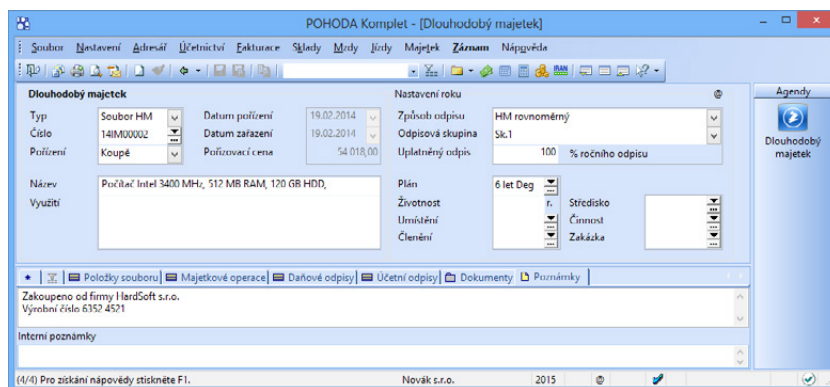 POHODA Komplet - [Dlouhodobý majetek]
Soubor Nastavení Adresář Účetnictví Fakturace Sklady Mzdy Jízdy Majetek Záznam Nápověda
Dlouhodobý majetek
Nastavení roku
@
Agendy
Typ Soubor HM Datum pořízení 19.02.2014 Způsob odpisu HM rovnoměrný
Číslo 14IM00002 Datum zařazení 19.02.2014 Odpisová skupina Sk.1
Pořízení Koupě Pořizovací cena 54 018,00 Uplatněný odpis 100 % ročního odpisu
Dlouhodobý
majetek
Název Počítač Intel 3400 MHz, 512 MB RAM, 120 GB HDD, Plán 6 let Deg
Využití Životnost r. Středisko
Umístění Činnost
Členění Zakázka
Položky souboru Majetkové operace Daňové odpisy Účetní odpisy Dokumenty Poznámky
Zakoupeno od firmy HardSoft s.r.o.
Výrobní číslo 6352 4521
Interní poznámky
(4/4) Pro získání nápovědy stiskněte F1. Novák s.r.o. 2015 @